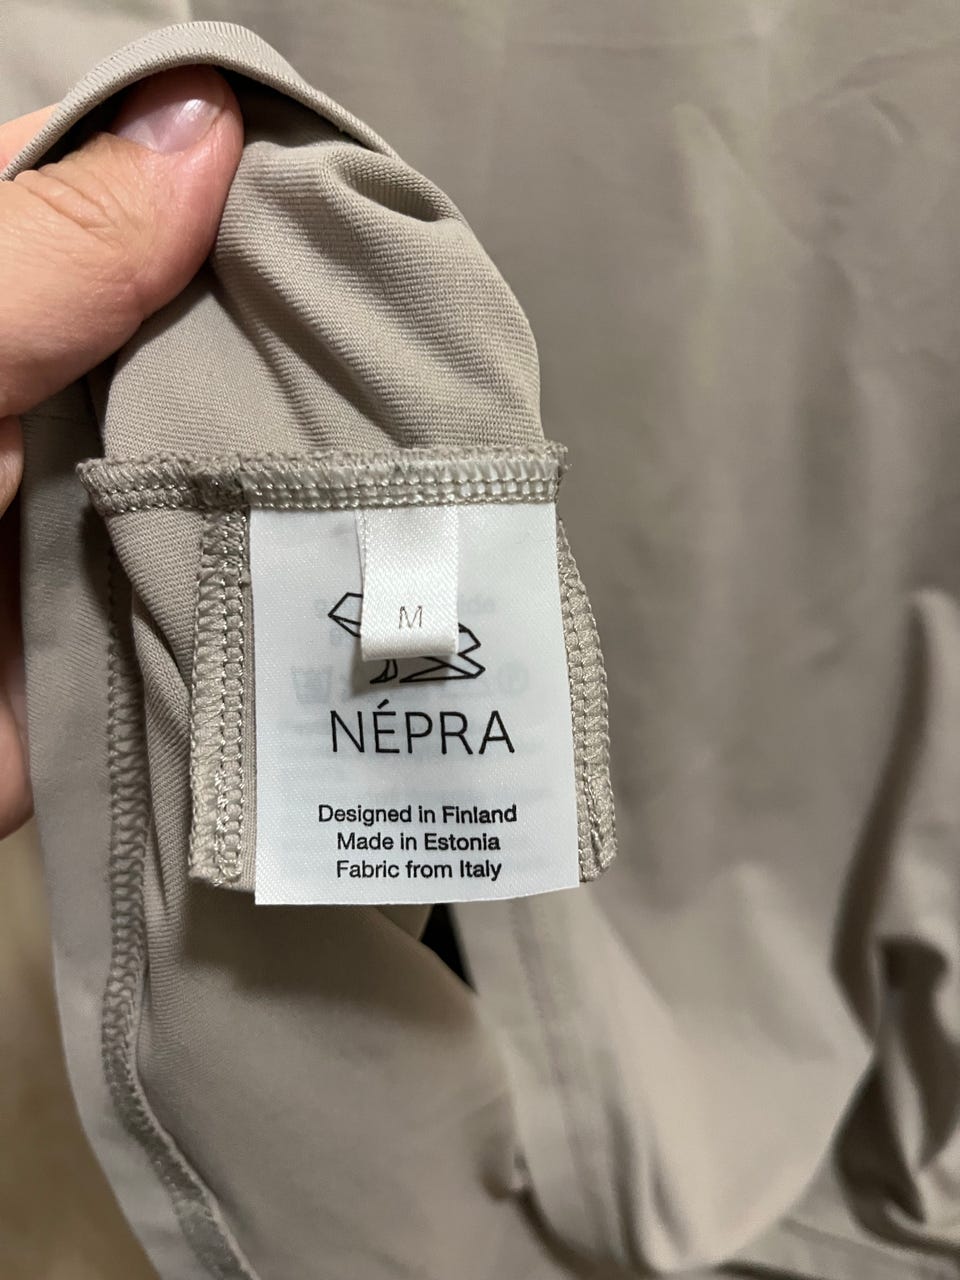 M
NÉPRA
Designed in Finland
Made in Estonia
Fabric from Italy